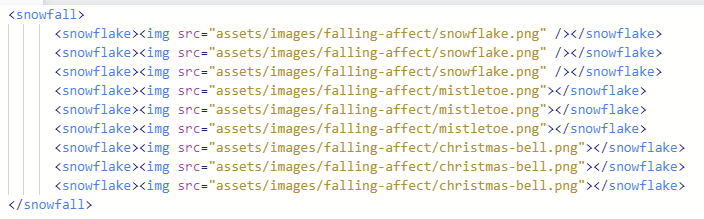 <snowfall>
<snowflake><img src="assets/images/falling-affect/snowflake.png" /></snowflake>
<snowflake><img src="assets/images/falling-affect/snowflake.png" /></snowflake>
<snowflake><img src="assets/images/falling-affect/snowflake.png" /></snowflake>
<snowflake><img src="assets/images/falling-affect/mistletoe.png"></snowflake>
<snowflake><img src="assets/images/falling-affect/mistletoe.png"></snowflake>
<snowflake><img src="assets/images/falling-affect/mistletoe.png"></snowflake>
<snowflake><img src="assets/images/falling-affect/christmas-bell.png"></snowflake>
<snowflake><img src="assets/images/falling-affect/christmas-bell.png"></snowflake>
<snowflake><img src="assets/images/falling-affect/christmas-bell.png"></snowflake>
</snowfall>